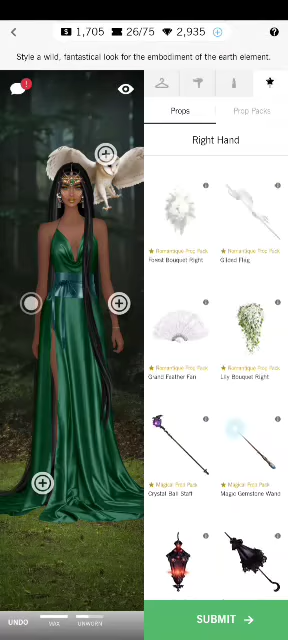 1,705 26/75 2,935
Style a wild, fantastical look for the embodiment of the earth element.
Props Prop Packs
Right Hand
Romantique Prop Pack
Forest Bouquet Right
Romantique Prop Pack
Gilded Flag
Romantique Prop Pack
Grand Feather Fan
Romantique Prop Pack
Lily Bouquet Right
Magical Prop Pack
Crystal Ball Staff
Magic Prop Pack
Magic Gemstone Wand
UNDO
UNWORN
SUBMIT